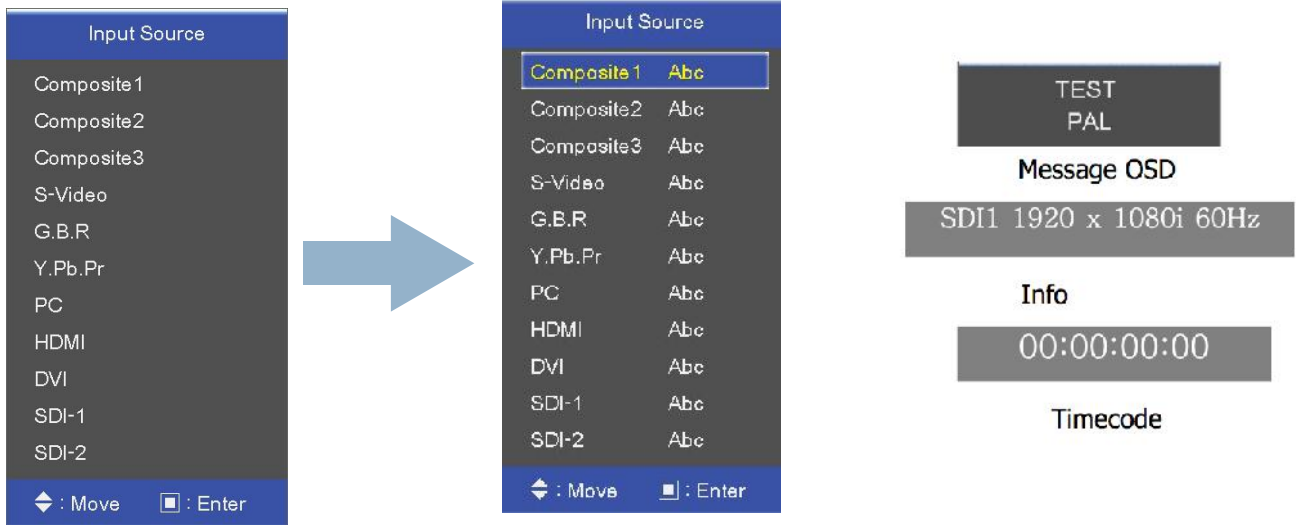 Input Source
Composite1
Composite2
Composite3
S-Video
G.B.R
Y.Pb.Pr
PC
HDMI
DVI
SDI-1
SDI-2
: Move : Enter
Input Source
Composite1 Abc
Composite2 Abc
Composite3 Abc
S-Video Abc
G.B.R Abc
Y.Pb.Pr Abc
PC Abc
HDMI Abc
DVI Abc
SDI-1 Abc
SDI-2 Abc
: Move : Enter
TEST
PAL
Message OSD
SDI1 1920 x 1080i 60Hz
Info
00:00:00:00
Timecode